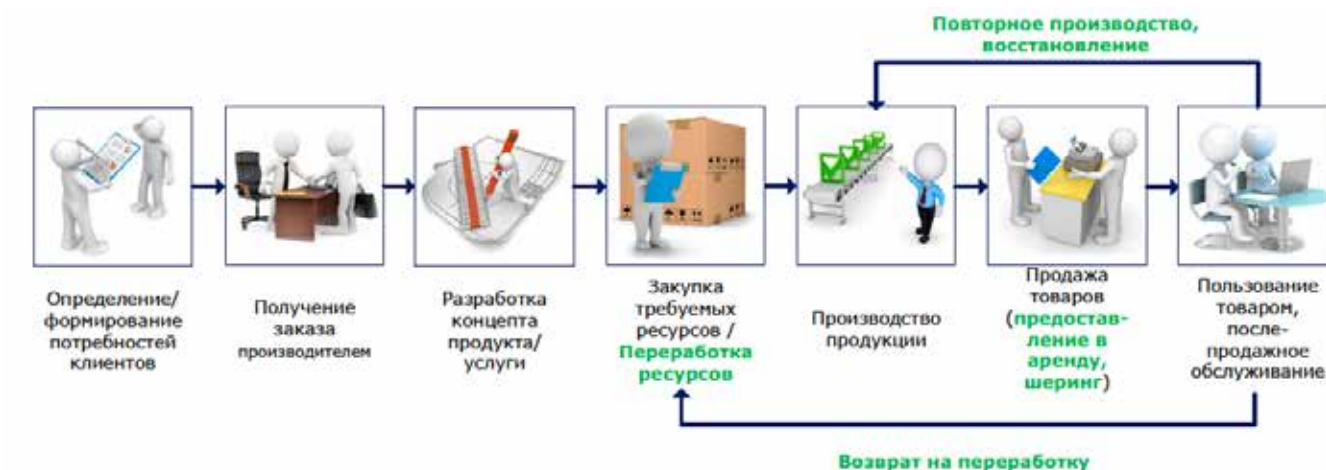 Повторное производство,
восстановление
Определение/
формирование
потребностей
клиентов
Получение
заказа
производителем
Разработка
концепта
продукта/
услуги
Закупка
требуемых
ресурсов /
Переработка
ресурсов
Производство
продукции
Продажа
товаров
(предостав-
ление в
аренду,
шеринг)
Пользование
товаром,
после-
продажное
обслуживание
Возврат на переработку